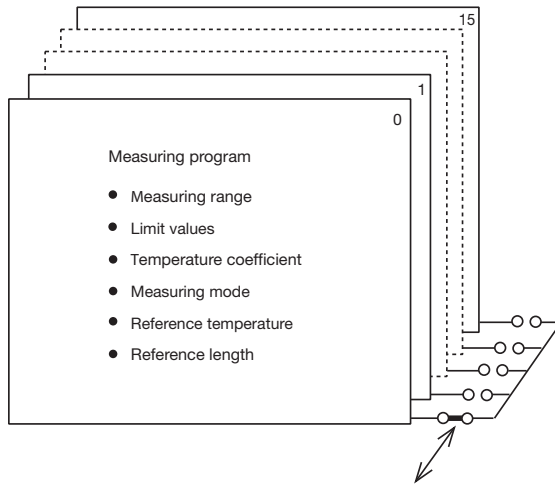 15
1
0
Measuring program
• Measuring range
• Limit values
• Temperature coefficient
• Measuring mode
• Reference temperature
• Reference length